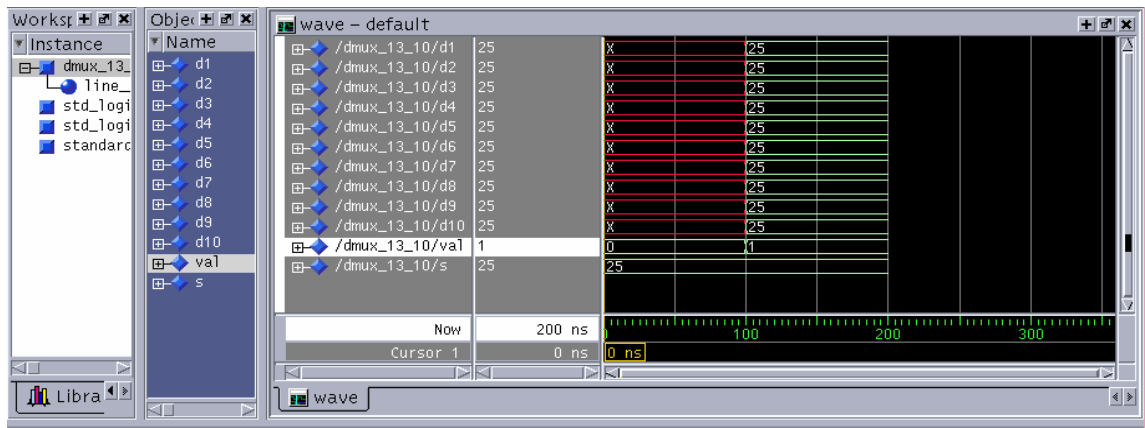 Worksp
Instance
dmux_13_
line_
std_logi
std_logi
standard
Libra
Objec
Name
d1
d2
d3
d4
d5
d6
d7
d8
d9
d10
val
s
wave – default
/dmux_13_10/d1 25 X 25
/dmux_13_10/d2 25 X 25
/dmux_13_10/d3 25 X 25
/dmux_13_10/d4 25 X 25
/dmux_13_10/d5 25 X 25
/dmux_13_10/d6 25 X 25
/dmux_13_10/d7 25 X 25
/dmux_13_10/d8 25 X 25
/dmux_13_10/d9 25 X 25
/dmux_13_10/d10 25 X 25
/dmux_13_10/val 1 0 1
/dmux_13_10/s 25 25
Now 200 ns 100 200 300
Cursor 1 0 ns 0 ns
wave